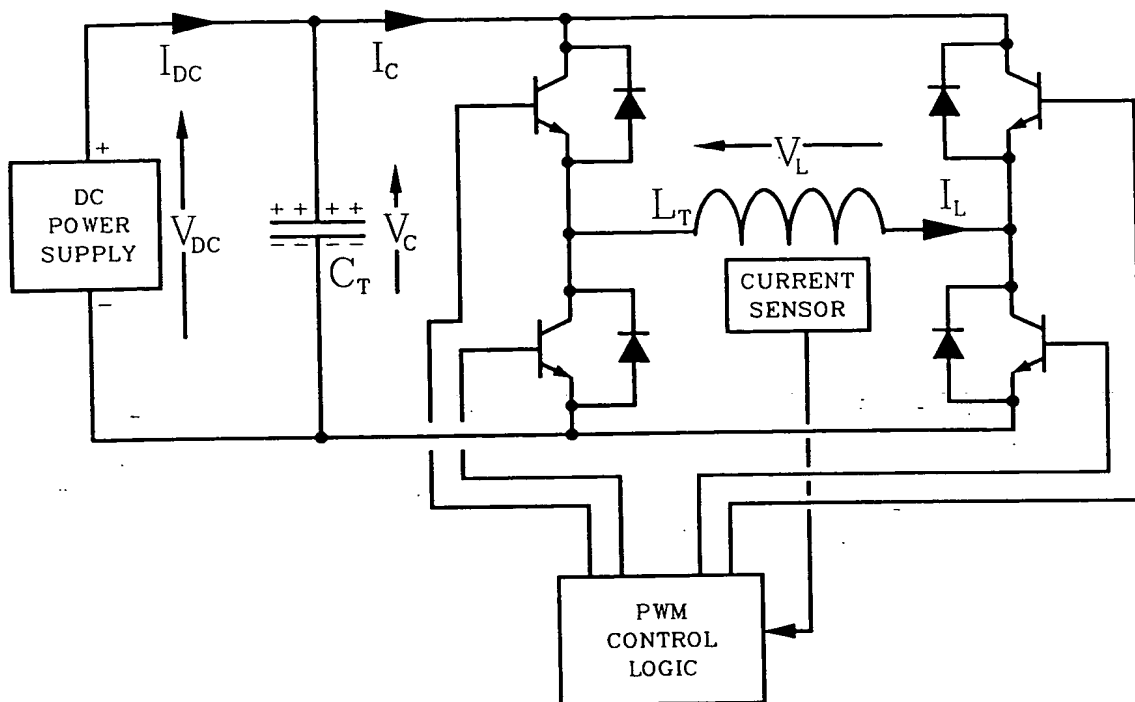 I_DC
I_C
+
DC
POWER
SUPPLY
-
V_DC
+ + + +
- - - -
C_T
V_C
V_L
L_T
I_L
CURRENT
SENSOR
PWM
CONTROL
LOGIC